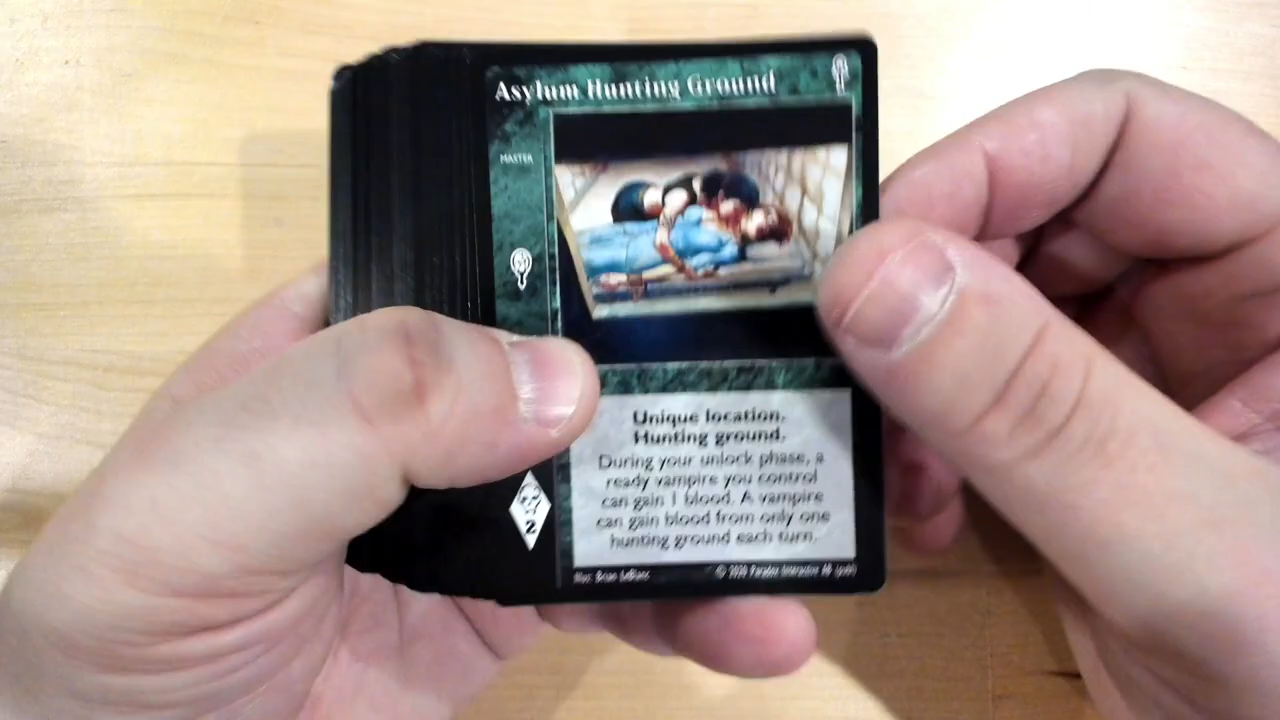 Asylum Hunting Ground
MASTER
Unique location.
Hunting ground.
During your unlock phase, a
ready vampire you control
can gain 1 blood. A vampire
can gain blood from only one
hunting ground each turn.
2
Illus: Brian LeBlanc © 2020 Paradox Interactive AB (publ)